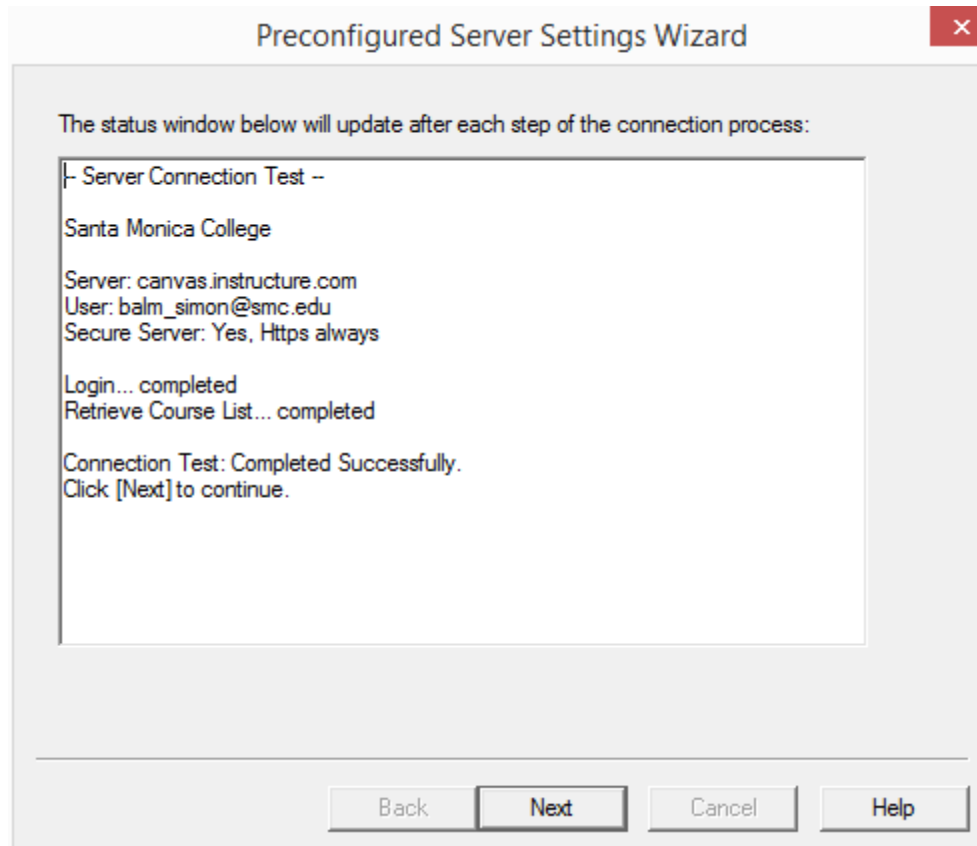 Preconfigured Server Settings Wizard
The status window below will update after each step of the connection process:
-- Server Connection Test --
Santa Monica College
Server: canvas.instructure.com
User: balm_simon@smc.edu
Secure Server: Yes, Https always
Login... completed
Retrieve Course List... completed
Connection Test: Completed Successfully.
Click [Next] to continue.
Back
Next
Cancel
Help